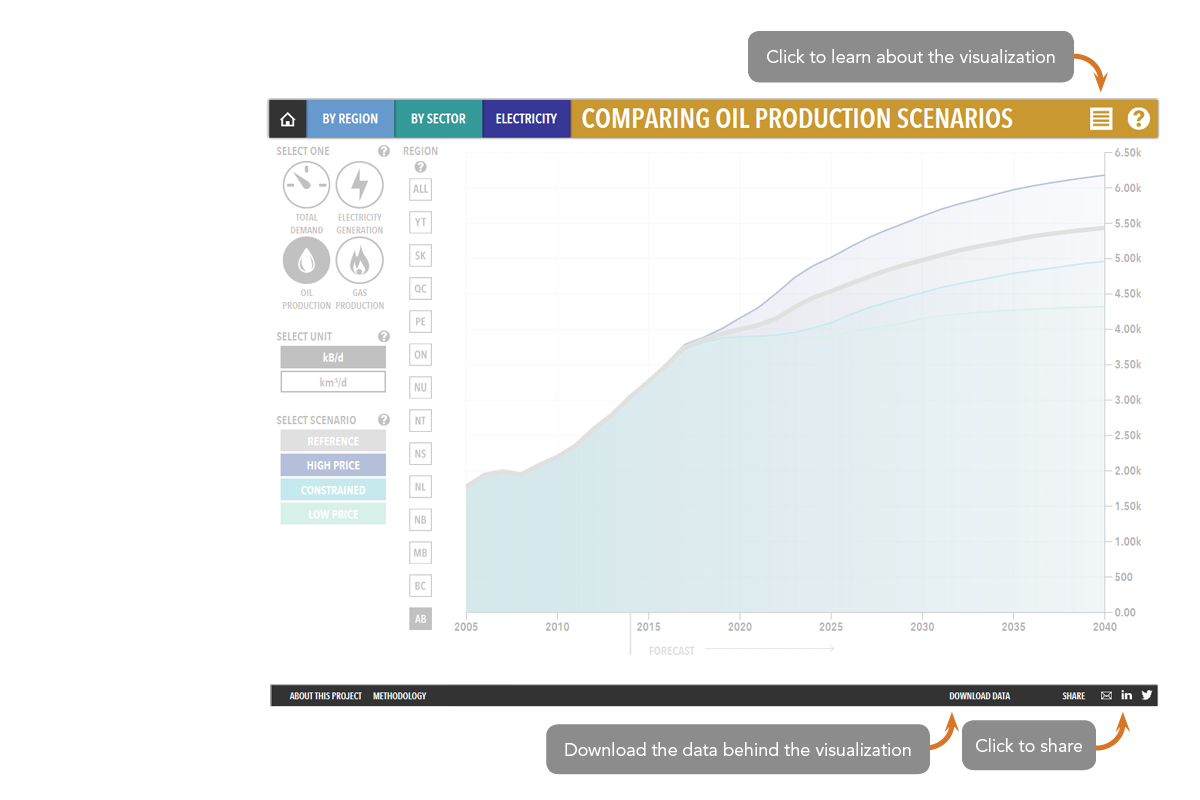 Click to learn about the visualization
BY REGION
BY SECTOR
ELECTRICITY
COMPARING OIL PRODUCTION SCENARIOS
?
SELECT ONE ?
REGION
?
TOTAL
DEMAND
ELECTRICITY
GENERATION
OIL
PRODUCTION
GAS
PRODUCTION
SELECT UNIT ?
kB/d
km³/d
SELECT SCENARIO ?
REFERENCE
HIGH PRICE
CONSTRAINED
LOW PRICE
ALL
YT
SK
QC
PE
ON
NU
NT
NS
NL
NB
MB
BC
AB
6.50k
6.00k
5.50k
5.00k
4.50k
4.00k
3.50k
3.00k
2.50k
2.00k
1.50k
1.00k
500
0.00
2005 2010 2015 2020 2025 2030 2035 2040
FORECAST
ABOUT THIS PROJECT METHODOLOGY DOWNLOAD DATA SHARE in
Download the data behind the visualization
Click to share